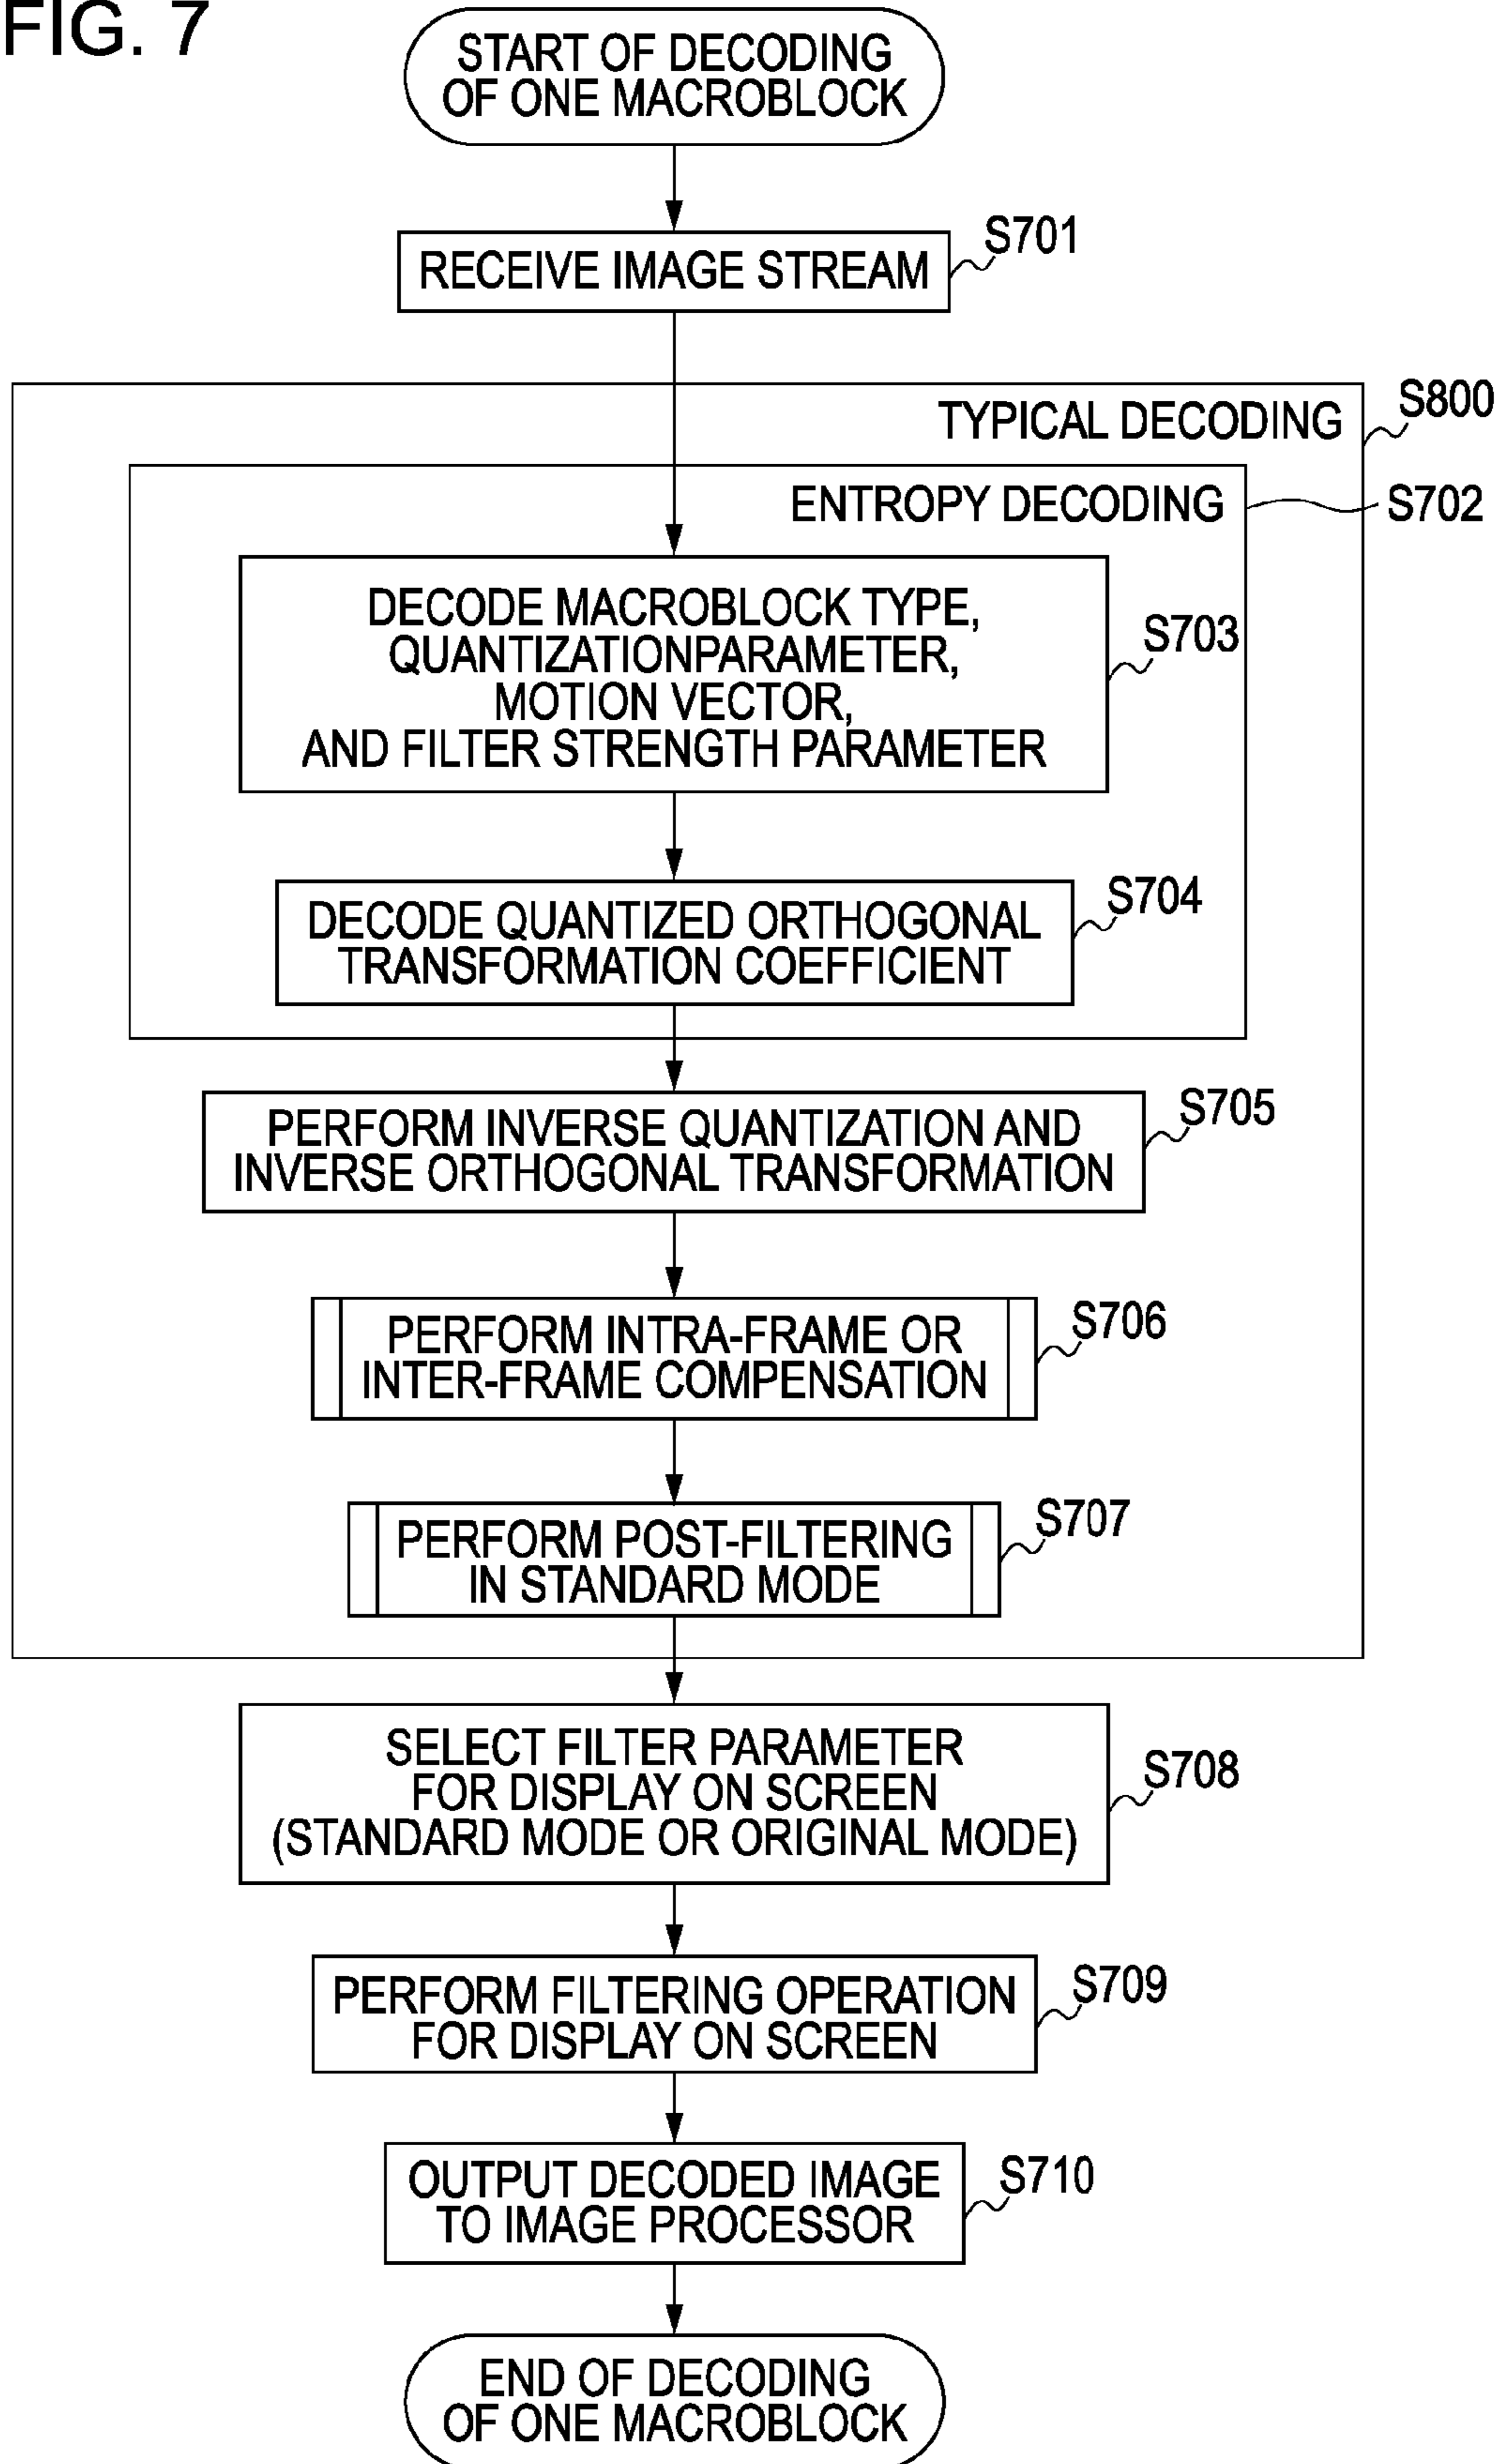 FIG. 7
START OF DECODING
OF ONE MACROBLOCK
RECEIVE IMAGE STREAM
S701
TYPICAL DECODING
S800
ENTROPY DECODING
S702
DECODE MACROBLOCK TYPE,
QUANTIZATIONPARAMETER,
MOTION VECTOR,
AND FILTER STRENGTH PARAMETER
S703
DECODE QUANTIZED ORTHOGONAL
TRANSFORMATION COEFFICIENT
S704
PERFORM INVERSE QUANTIZATION AND
INVERSE ORTHOGONAL TRANSFORMATION
S705
PERFORM INTRA-FRAME OR
INTER-FRAME COMPENSATION
S706
PERFORM POST-FILTERING
IN STANDARD MODE
S707
SELECT FILTER PARAMETER
FOR DISPLAY ON SCREEN
(STANDARD MODE OR ORIGINAL MODE)
S708
PERFORM FILTERING OPERATION
FOR DISPLAY ON SCREEN
S709
OUTPUT DECODED IMAGE
TO IMAGE PROCESSOR
S710
END OF DECODING
OF ONE MACROBLOCK